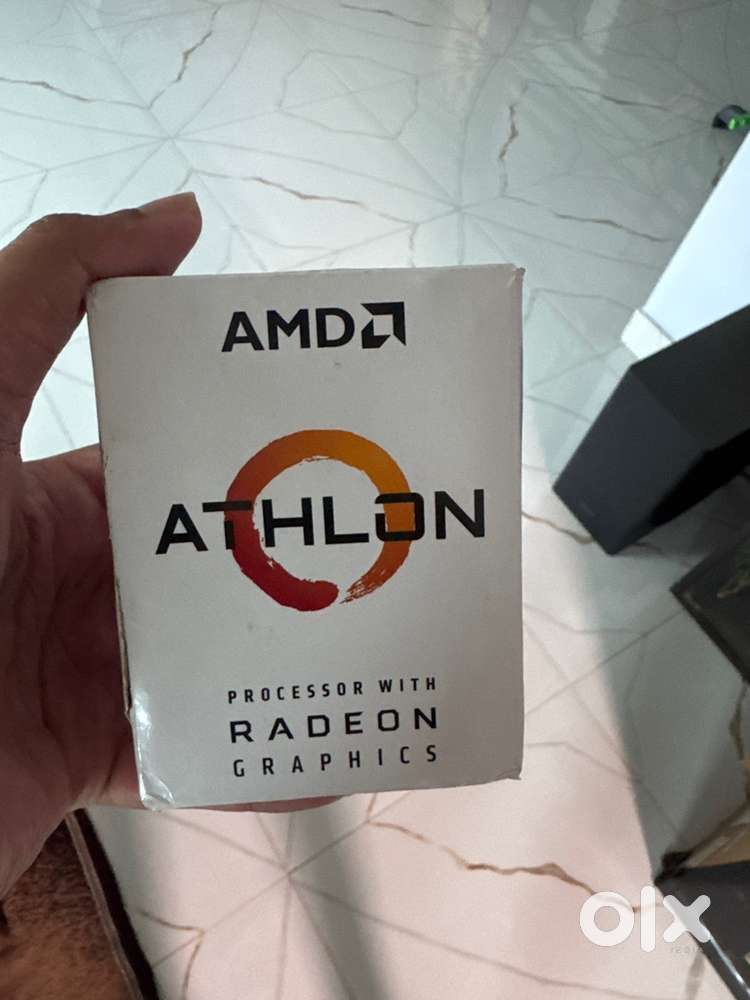 AMD
ATHLON
PROCESSOR WITH
RADEON
GRAPHICS
olx